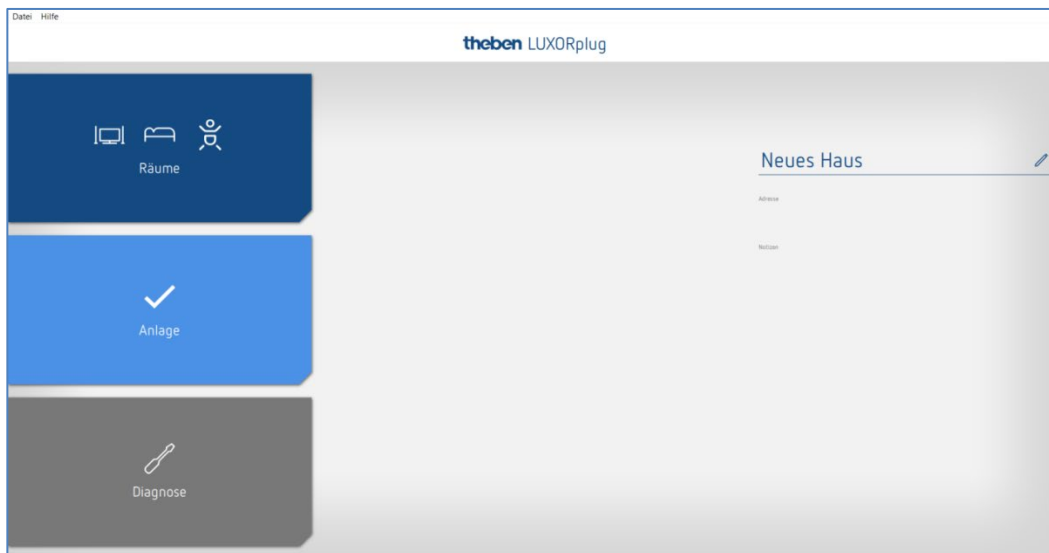 Datei Hilfe
theben LUXORplug
Räume
Neues Haus
Adresse
Notizen
Anlage
Diagnose